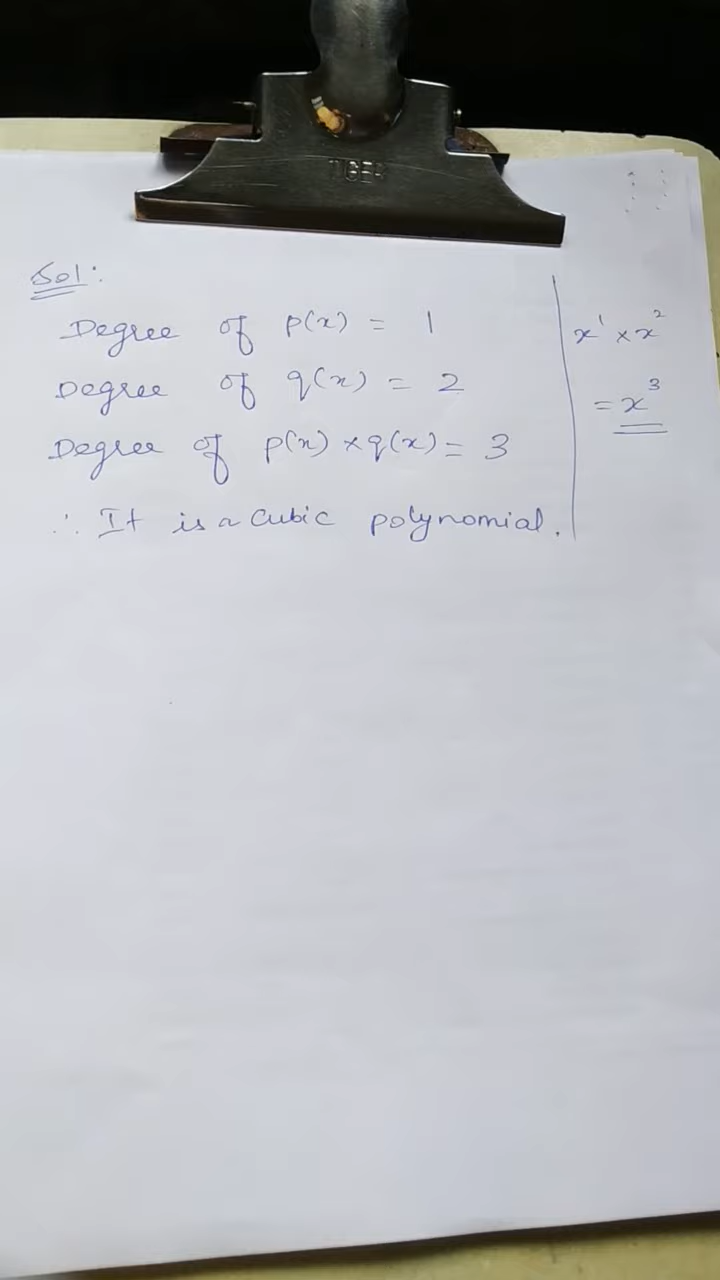 TIGER
Sol:
Degree of p(x) = 1
Degree of q(x) = 2
Degree of p(x) × q(x) = 3
∴ It is a cubic polynomial.
x¹ × x²
= x³